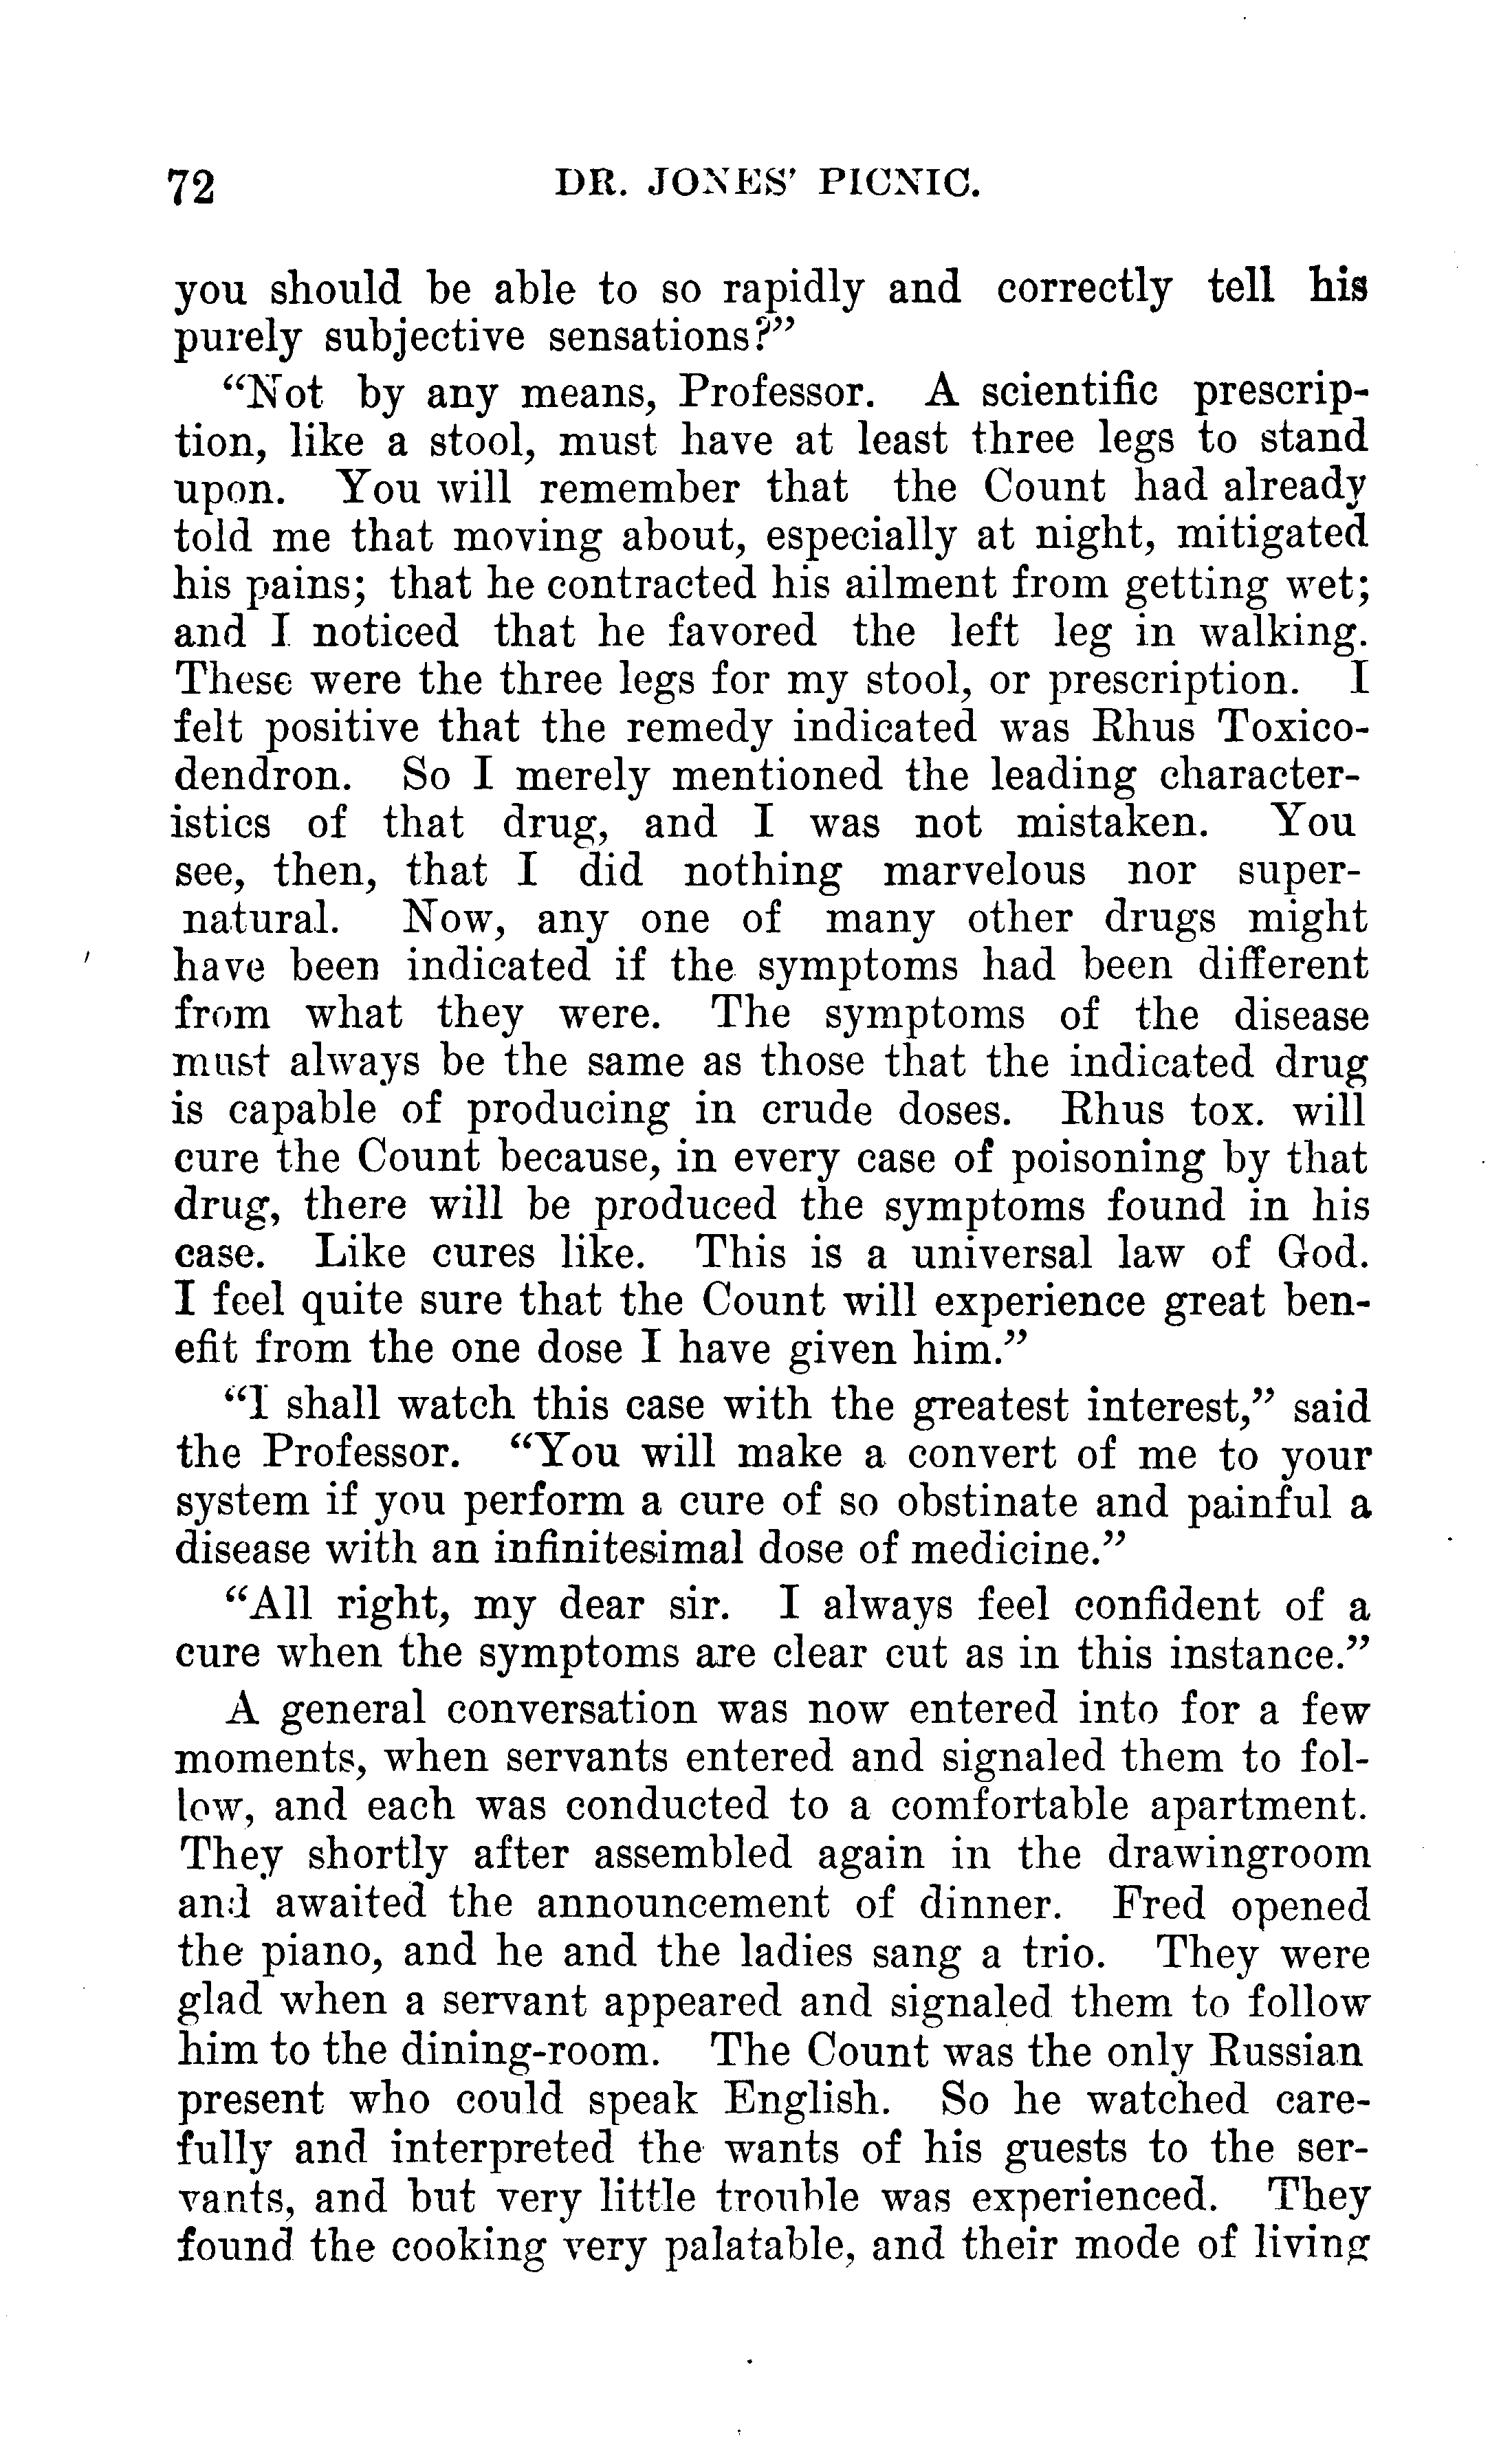 72 DR. JONES' PICNIC.
you should be able to so rapidly and correctly tell his
purely subjective sensations?”
“Not by any means, Professor. A scientific prescrip-
tion, like a stool, must have at least three legs to stand
upon. You will remember that the Count had already
told me that moving about, especially at night, mitigated
his pains; that he contracted his ailment from getting wet;
and I noticed that he favored the left leg in walking.
These were the three legs for my stool, or prescription. I
felt positive that the remedy indicated was Rhus Toxico-
dendron. So I merely mentioned the leading character-
istics of that drug, and I was not mistaken. You
see, then, that I did nothing marvelous nor super-
natural. Now, any one of many other drugs might
have been indicated if the symptoms had been different
from what they were. The symptoms of the disease
must always be the same as those that the indicated drug
is capable of producing in crude doses. Rhus tox. will
cure the Count because, in every case of poisoning by that
drug, there will be produced the symptoms found in his
case. Like cures like. This is a universal law of God.
I feel quite sure that the Count will experience great ben-
efit from the one dose I have given him.”
“I shall watch this case with the greatest interest,” said
the Professor. “You will make a convert of me to your
system if you perform a cure of so obstinate and painful a
disease with an infinitesimal dose of medicine.”
“All right, my dear sir. I always feel confident of a
cure when the symptoms are clear cut as in this instance.”
A general conversation was now entered into for a few
moments, when servants entered and signaled them to fol-
low, and each was conducted to a comfortable apartment.
They shortly after assembled again in the drawingroom
and awaited the announcement of dinner. Fred opened
the piano, and he and the ladies sang a trio. They were
glad when a servant appeared and signaled them to follow
him to the dining-room. The Count was the only Russian
present who could speak English. So he watched care-
fully and interpreted the wants of his guests to the ser-
vants, and but very little trouble was experienced. They
found the cooking very palatable, and their mode of living